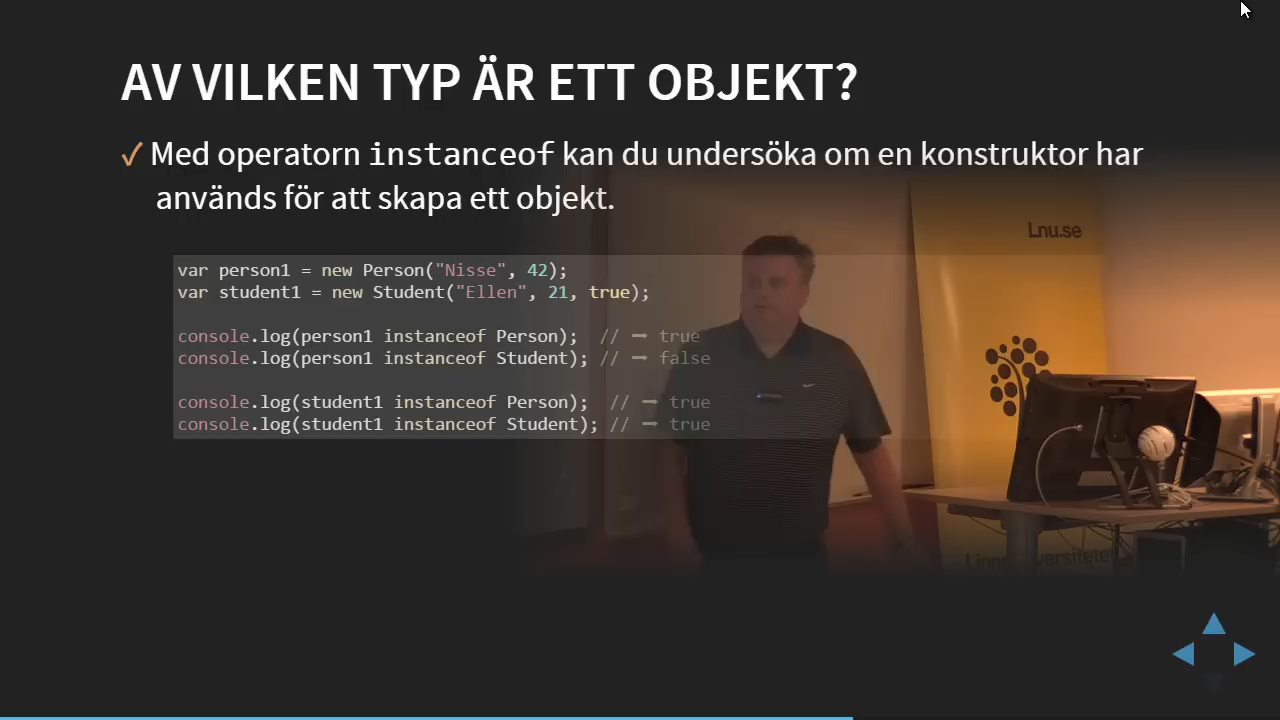 AV VILKEN TYP ÄR ETT OBJEKT?
✓ Med operatorn instanceof kan du undersöka om en konstruktor har
används för att skapa ett objekt.
Lnu.se
var person1 = new Person("Nisse", 42);
var student1 = new Student("Ellen", 21, true);
console.log(person1 instanceof Person);  // ➞ true
console.log(person1 instanceof Student); // ➞ false
console.log(student1 instanceof Person);  // ➞ true
console.log(student1 instanceof Student); // ➞ true